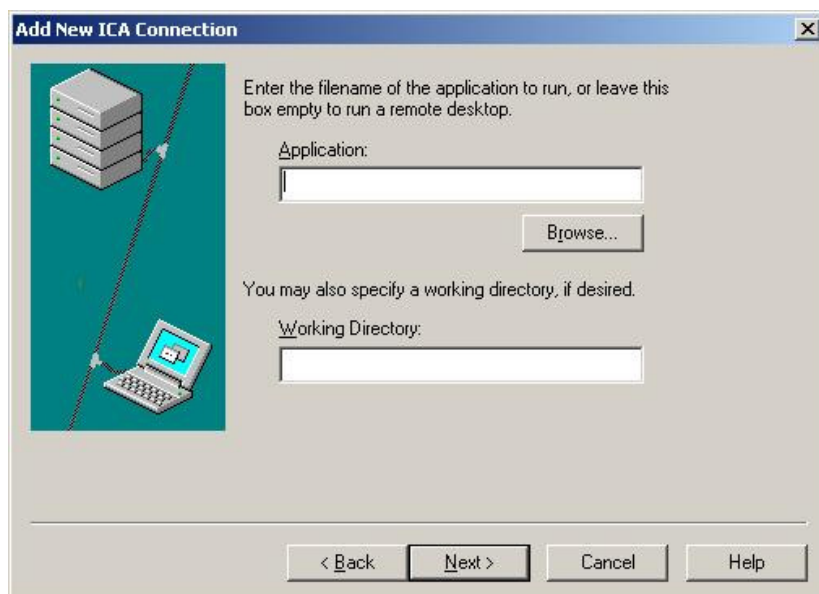 Add New ICA Connection
Enter the filename of the application to run, or leave this
box empty to run a remote desktop.
Application:
Browse...
You may also specify a working directory, if desired.
Working Directory:
< Back
Next >
Cancel
Help